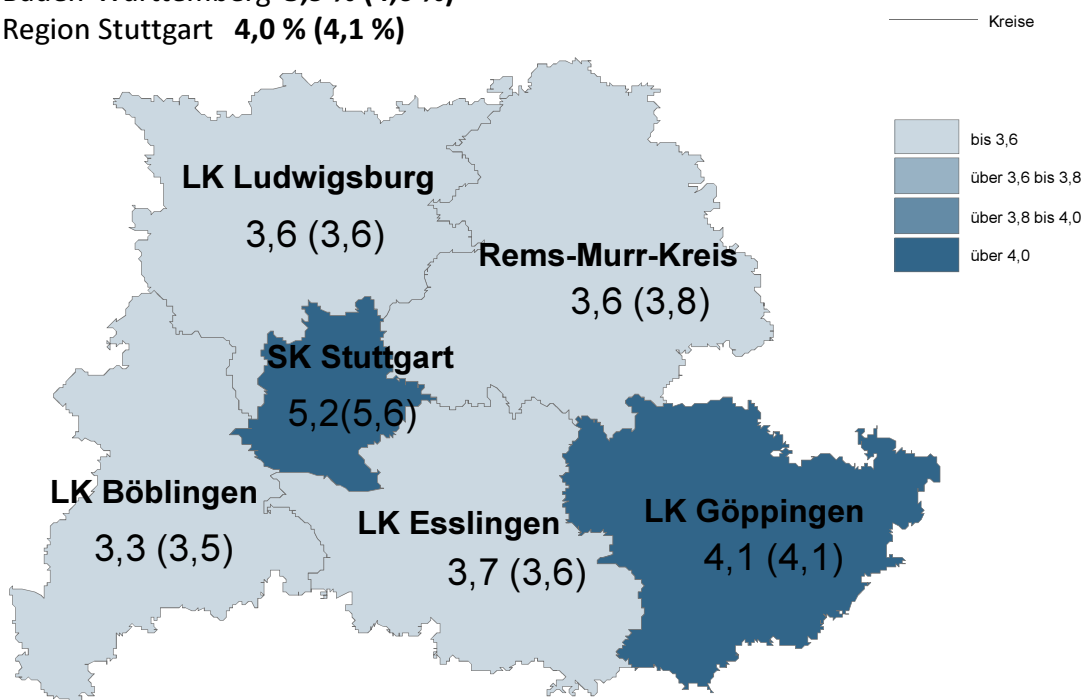 Region Stuttgart 4,0 % (4,1 %)
Kreise
bis 3,6
über 3,6 bis 3,8
über 3,8 bis 4,0
über 4,0
LK Ludwigsburg
3,6 (3,6)
Rems-Murr-Kreis
3,6 (3,8)
SK Stuttgart
5,2(5,6)
LK Böblingen
3,3 (3,5)
LK Esslingen
3,7 (3,6)
LK Göppingen
4,1 (4,1)